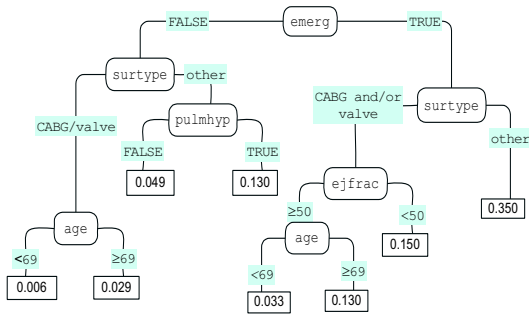 emerg
FALSE
TRUE
surtype
other
CABG and/or
valve
surtype
CABG/valve
pulmhyp
other
FALSE
TRUE
0.049
0.130
ejfrac
0.350
≥50
<50
age
age
0.150
<69
≥69
<69
≥69
0.006
0.029
0.033
0.130